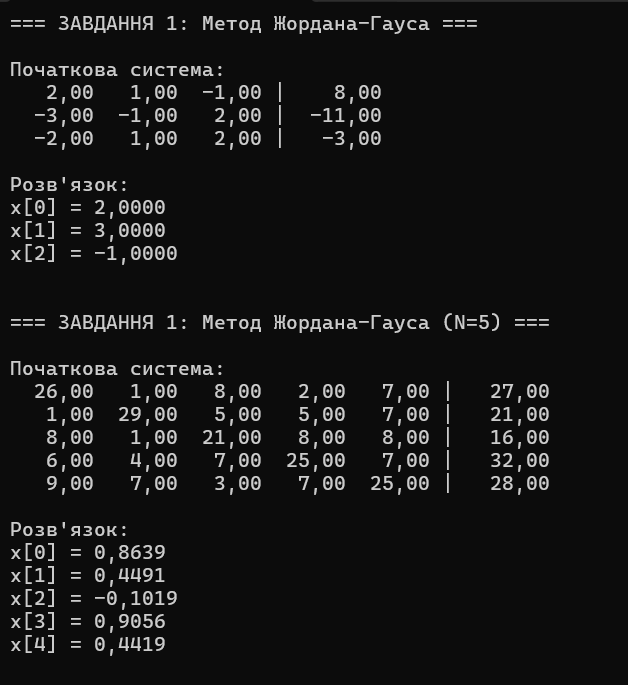 === ЗАВДАННЯ 1: Метод Жордана-Гауса ===
Початкова система:
2,00 1,00 -1,00 | 8,00
-3,00 -1,00 2,00 | -11,00
-2,00 1,00 2,00 | -3,00
Розв'язок:
x[0] = 2,0000
x[1] = 3,0000
x[2] = -1,0000
=== ЗАВДАННЯ 1: Метод Жордана-Гауса (N=5) ===
Початкова система:
26,00 1,00 8,00 2,00 7,00 | 27,00
1,00 29,00 5,00 5,00 7,00 | 21,00
8,00 1,00 21,00 8,00 8,00 | 16,00
6,00 4,00 7,00 25,00 7,00 | 32,00
9,00 7,00 3,00 7,00 25,00 | 28,00
Розв'язок:
x[0] = 0,8639
x[1] = 0,4491
x[2] = -0,1019
x[3] = 0,9056
x[4] = 0,4419